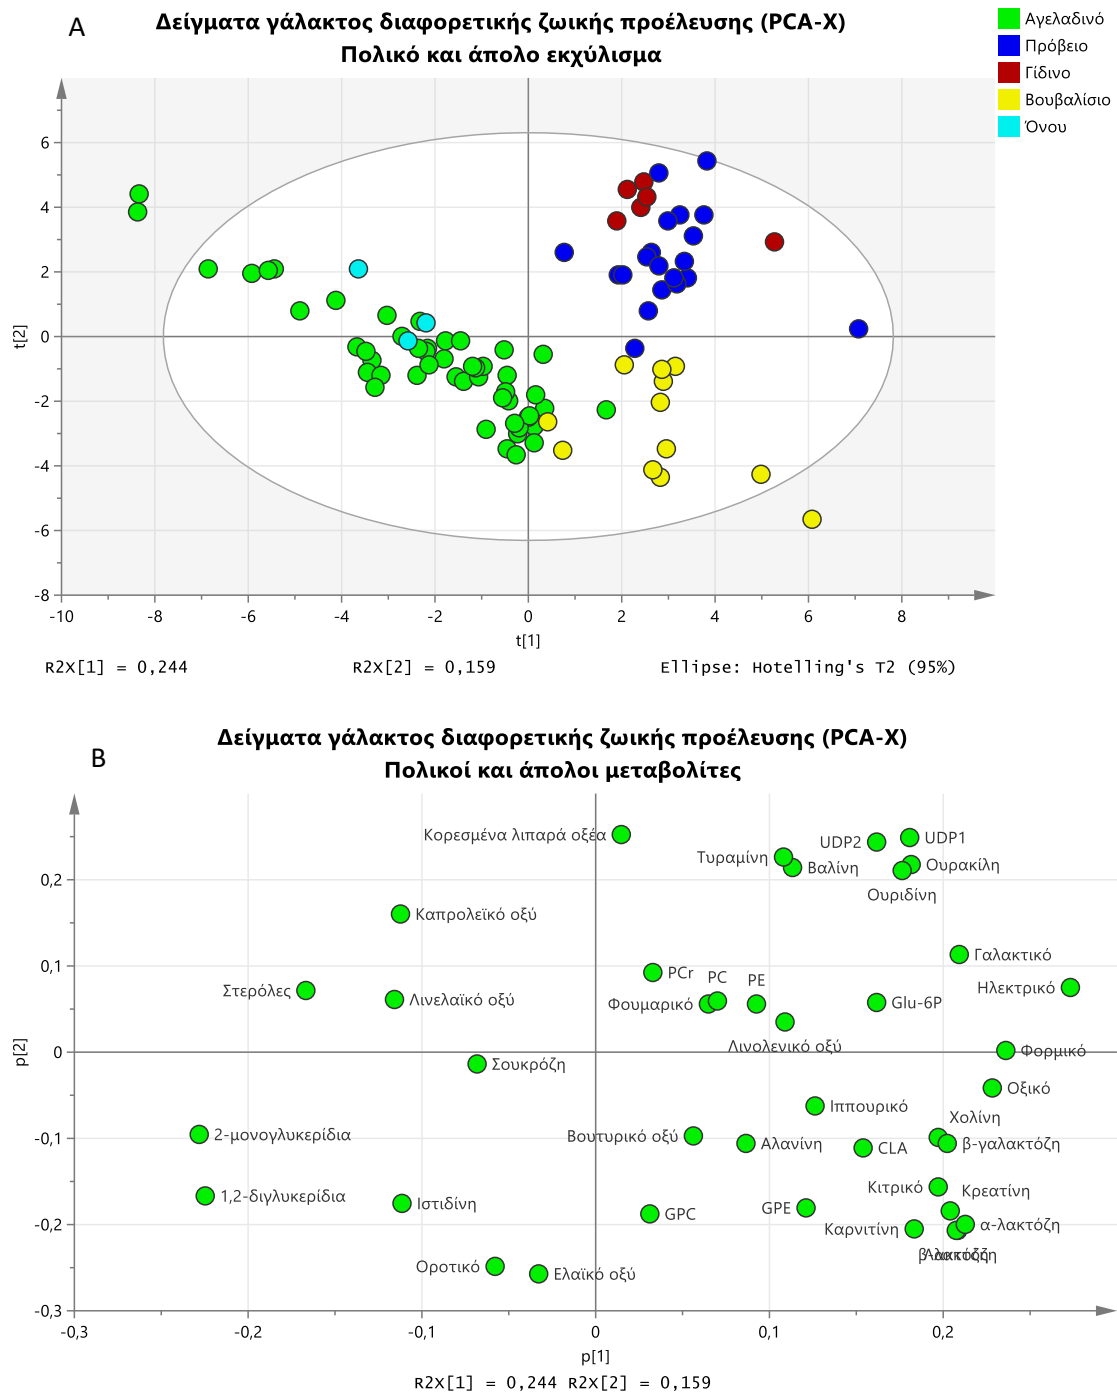 A
Δείγματα γάλακτος διαφορετικής ζωικής προέλευσης (PCA-X)
Πολικό και άπολο εκχύλισμα
Αγελαδινό
Πρόβειο
Γίδινο
Βουβαλίσιο
Όνου
6
4
2
0
-2
-4
-6
-8
t[2]
-10 -8 -6 -4 -2 0 2 4 6 8
t[1]
R2X[1] = 0,244 R2X[2] = 0,159 Ellipse: Hotelling's T2 (95%)
B
Δείγματα γάλακτος διαφορετικής ζωικής προέλευσης (PCA-X)
Πολικοί και άπολοι μεταβολίτες
Κορεσμένα λιπαρά οξέα
UDP2
UDP1
Τυραμίνη
Βαλίνη
Ουρακίλη
Ουριδίνη
Καπρολεϊκό οξύ
Γαλακτικό
PCr
PC
PE
Ηλεκτρικό
Στερόλες
Λινελαϊκό οξύ
Φουμαρικό
Glu-6P
Λινολενικό οξύ
Φορμικό
Σουκρόζη
Οξικό
Ιππουρικό
Χολίνη
2-μονογλυκερίδια
Βουτυρικό οξύ
Αλανίνη
CLA
β-γαλακτόζη
Κιτρικό
Κρεατίνη
1,2-διγλυκερίδια
Ιστιδίνη
GPC
GPE
Καρνιτίνη
α-λακτόζη
Οροτικό
Ελαϊκό οξύ
0,2
0,1
0
-0,1
-0,2
-0,3
p[2]
-0,3 -0,2 -0,1 0 0,1 0,2
p[1]
R2X[1] = 0,244 R2X[2] = 0,159